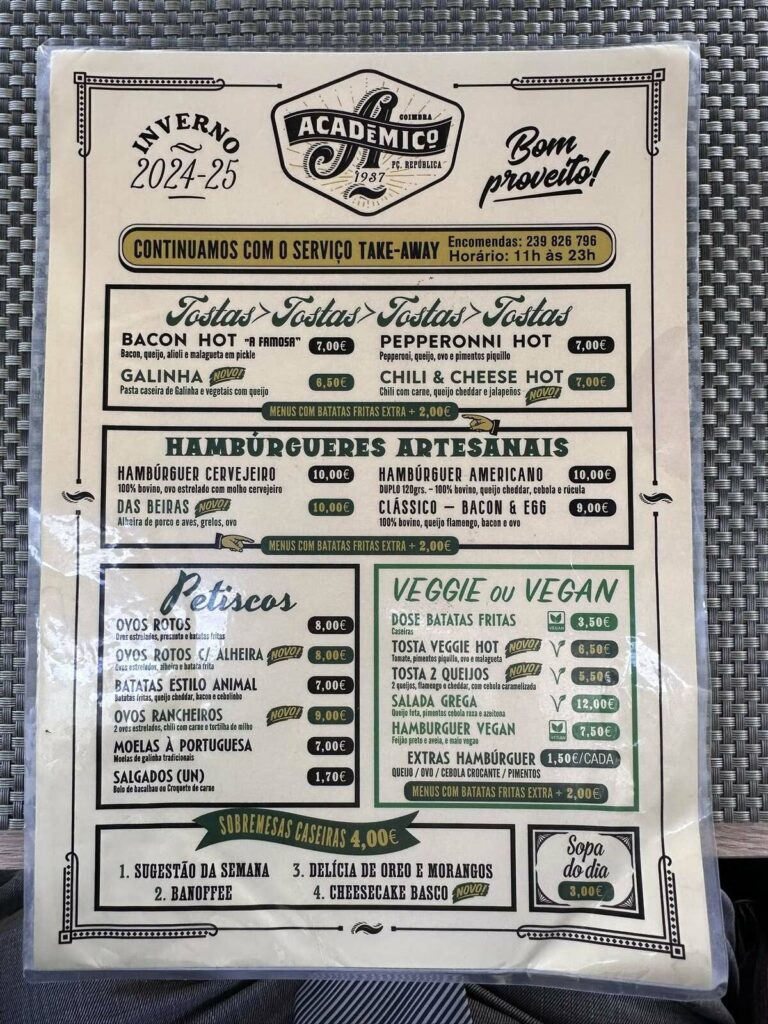 INVERNO
2024-25
COIMBRA
ACADÊMICO
PÇ. REPÚBLICA
1937
Bom
proveito!
CONTINUAMOS COM O SERVIÇO TAKE-AWAY
Encomendas: 239 826 796
Horário: 11h às 23h
Tostas > Tostas > Tostas > Tostas
BACON HOT "A FAMOSA" 7,00€
Bacon, queijo, alioli e malagueta em pickle
GALINHA NOVO! 6,50€
Pasta caseira de Galinha e vegetais com queijo
PEPPERONNI HOT 7,00€
Pepperoni, queijo, ovo e pimentos piquillo
CHILI & CHEESE HOT 7,00€
Chili com carne, queijo cheddar e jalapeños NOVO!
MENUS COM BATATAS FRITAS EXTRA + 2,00€
HAMBÚRGUERES ARTESANAIS
HAMBÚRGUER CERVEJEIRO 10,00€
100% bovino, ovo estrelado com molho cervejeiro
DAS BEIRAS NOVO! 10,00€
Alheira de porco e aves, grelos, ovo
HAMBÚRGUER AMERICANO 10,00€
DUPLO 120grs. – 100% bovino, queijo cheddar, cebola e rúcula
CLÁSSICO — BACON & EGG 9,00€
100% bovino, queijo flamengo, bacon e ovo
MENUS COM BATATAS FRITAS EXTRA + 2,00€
Petiscos
OVOS ROTOS 8,00€
Ovos estrelados, presunto e batatas fritas
OVOS ROTOS C/ ALHEIRA NOVO! 8,00€
Ovos estrelados, alheira e batata frita
BATATAS ESTILO ANIMAL 7,00€
Batatas fritas, queijo cheddar, bacon e cebolinho
OVOS RANCHEIROS NOVO! 9,00€
2 ovos estrelados, chili com carne e tortilha de milho
MOELAS À PORTUGUESA 7,00€
Moelas de galinha tradicionais
SALGADOS (UN) 1,70€
Bolo de bacalhau ou Croquete de carne
VEGGIE OU VEGAN
DOSE BATATAS FRITAS VEGAN 3,50€
Caseiras
TOSTA VEGGIE HOT NOVO! 6,50€
Tomate, pimentos piquillo, ovo e malagueta
TOSTA 2 QUEIJOS NOVO! 5,50€
2 queijos, flamengo e cheddar, com cebola caramelizada
SALADA GREGA 12,00€
Queijo feta, pimentos cebola roxa e azeitona
HAMBURGUER VEGAN VEGAN 7,50€
Feijão preto e aveia, e maio vegan
EXTRAS HAMBÚRGUER 1,50€/CADA
QUEIJO / OVO / CEBOLA CROCANTE / PIMENTOS
MENUS COM BATATAS FRITAS EXTRA + 2,00€
SOBREMESAS CASEIRAS 4,00€
1. SUGESTÃO DA SEMANA
2. BANOFFEE
3. DELÍCIA DE OREO E MORANGOS
4. CHEESECAKE BASCO NOVO!
Sopa
do dia
3,00€